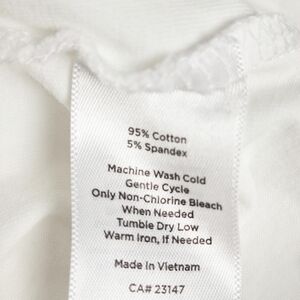 95% Cotton
5% Spandex
Machine Wash Cold
Gentle Cycle
Only Non-Chlorine Bleach
When Needed
Tumble Dry Low
Warm Iron, If Needed
Made in Vietnam
CA# 23147